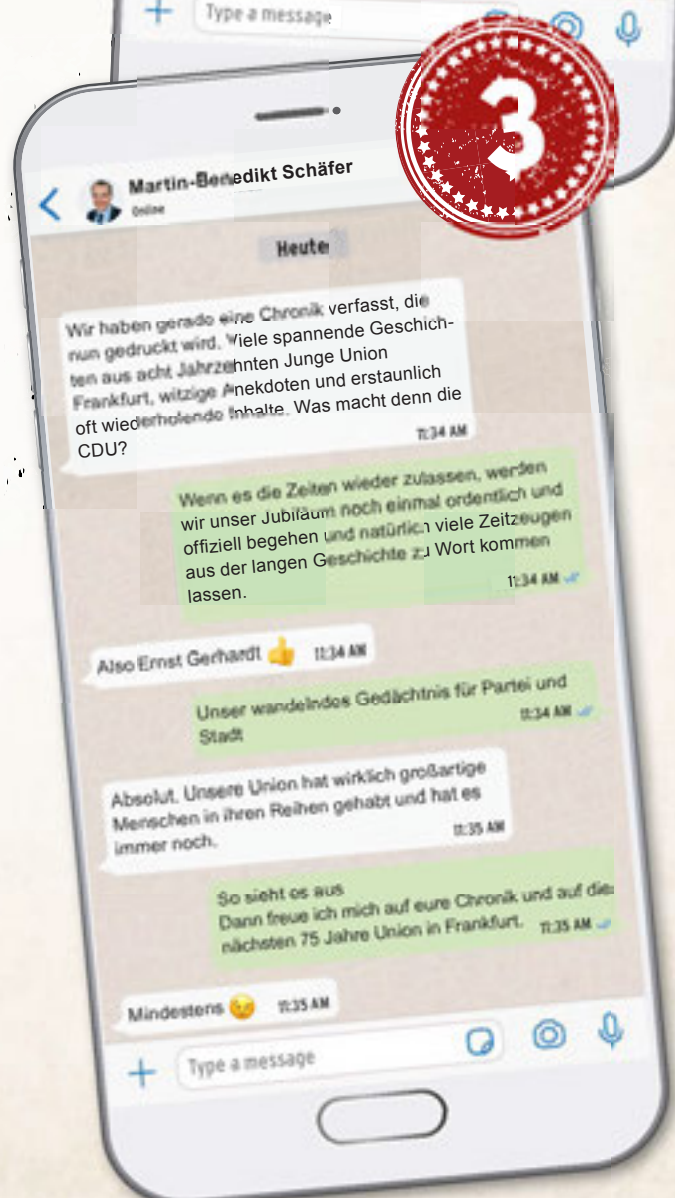 Type a message
3
Martin-Benedikt Schäfer
Online
Heute
Wir haben gerade eine Chronik verfasst, die
nun gedruckt wird. Viele spannende Geschich-
ten aus acht Jahrzehnten Junge Union
Frankfurt, witzige Anekdoten und erstaunlich
oft wiederholende Inhalte. Was macht denn die
CDU?
11:34 AM
Wenn es die Zeiten wieder zulassen, werden
wir unser Jubiläum noch einmal ordentlich und
offiziell begehen und natürlich viele Zeitzeugen
aus der langen Geschichte zu Wort kommen
lassen.
11:34 AM
Also Ernst Gerhardt 👍 11:34 AM
Unser wandelndes Gedächtnis für Partei und
Stadt
11:34 AM
Absolut. Unsere Union hat wirklich großartige
Menschen in ihren Reihen gehabt und hat es
immer noch.
11:35 AM
So sieht es aus
Dann freue ich mich auf eure Chronik und auf die
nächsten 75 Jahre Union in Frankfurt. 11:35 AM
Mindestens 😉 11:35 AM
Type a message